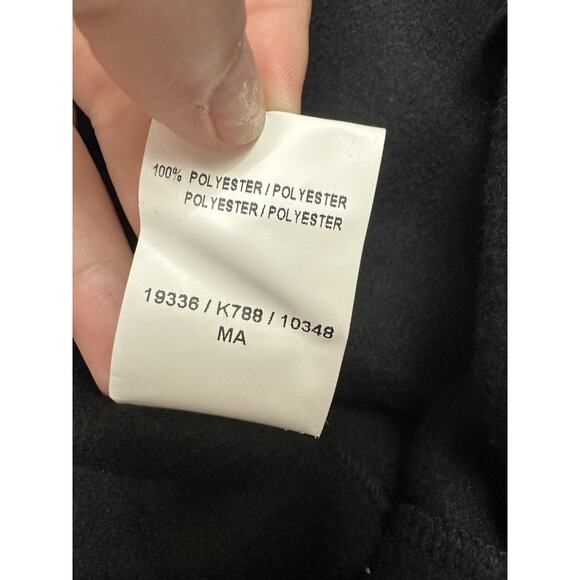 100% POLYESTER / POLYESTER
POLYESTER / POLYESTER
19336 / K788 / 10348
MA